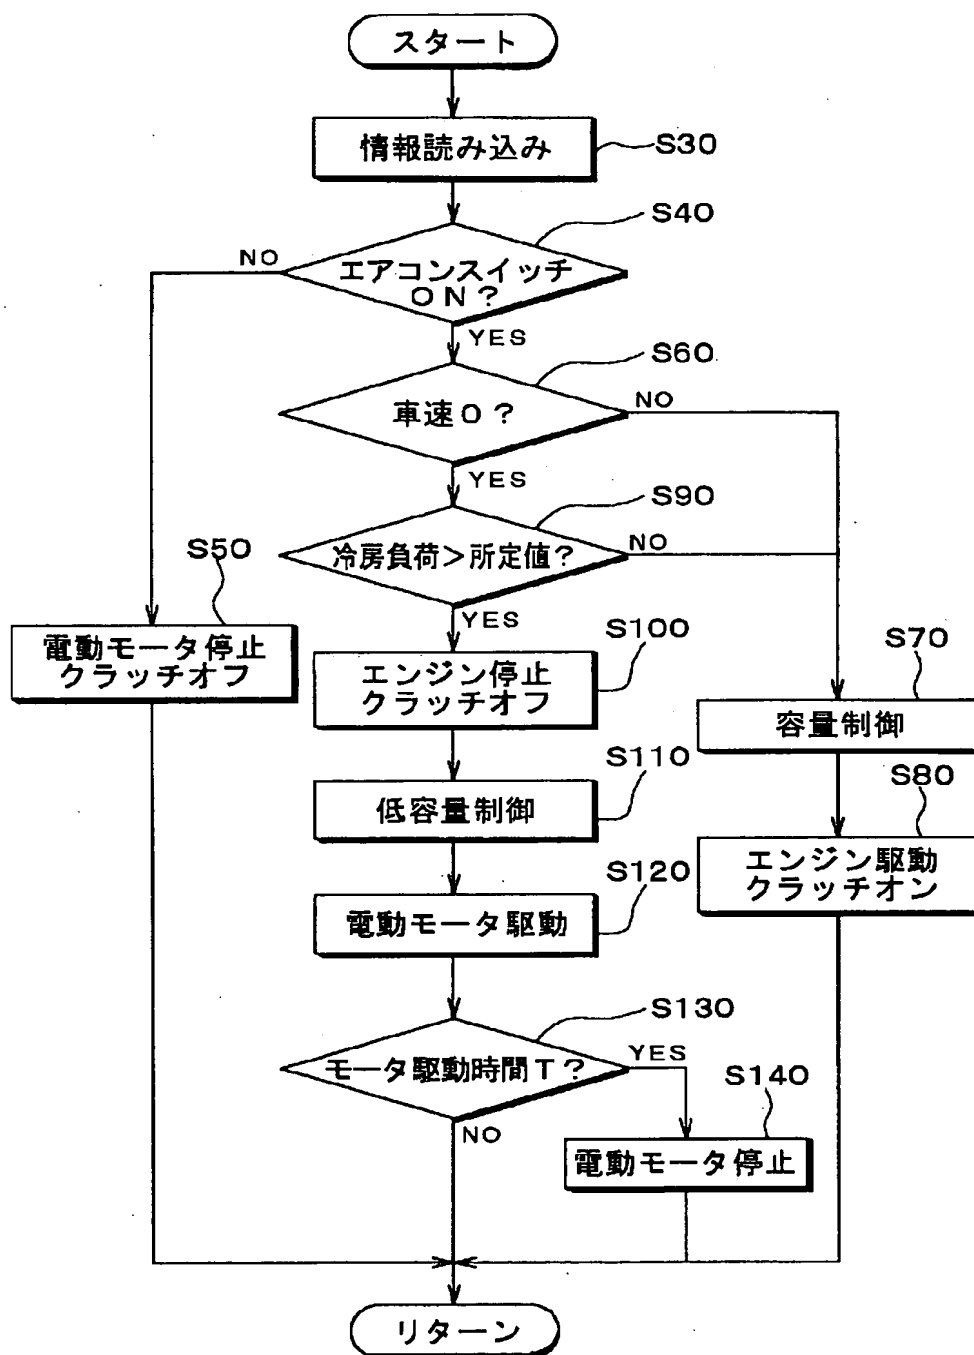 スタート
情報読み込み
S30
S40
エアコンスイッチ
ON?
NO
YES
S60
車速0?
NO
YES
S90
冷房負荷>所定値?
NO
YES
S50
電動モータ停止
クラッチオフ
S100
エンジン停止
クラッチオフ
S70
容量制御
S110
低容量制御
S80
エンジン駆動
クラッチオン
S120
電動モータ駆動
S130
モータ駆動時間T?
YES
NO
S140
電動モータ停止
リターン